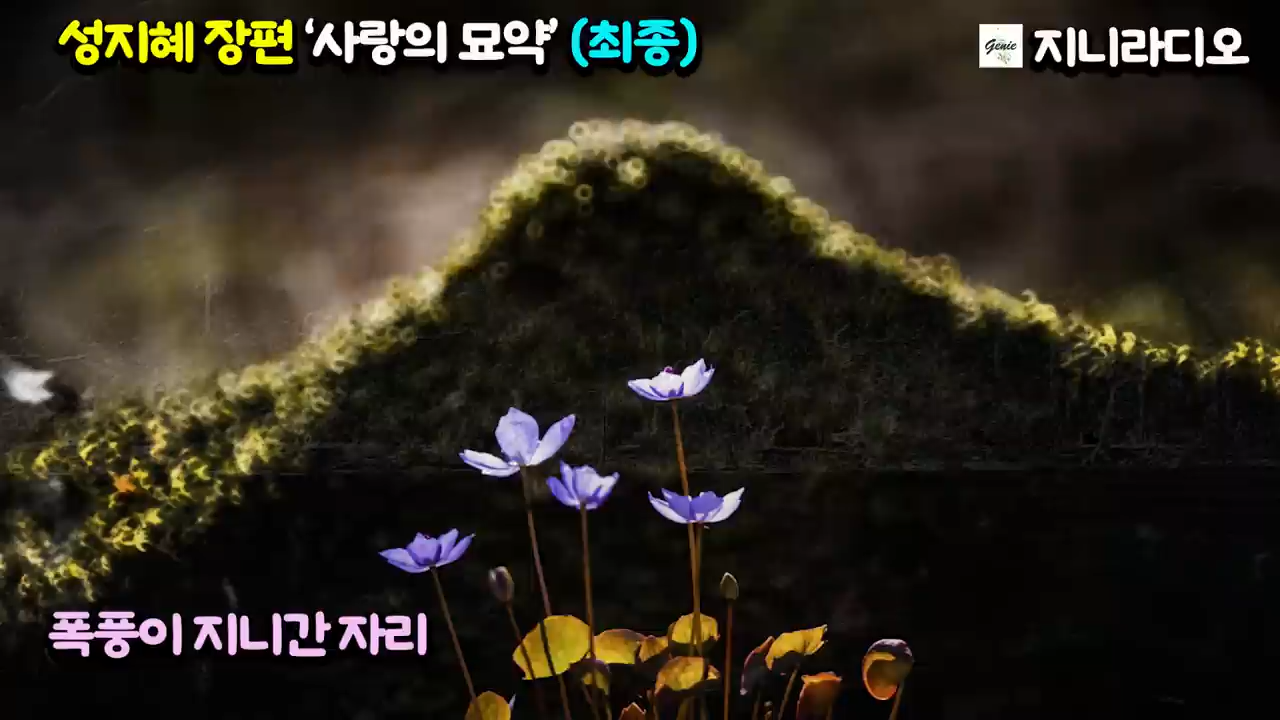 성지혜 장편 ‘사랑의 묘약’ (최종)
Genie 지니라디오
폭풍이 지니간 자리